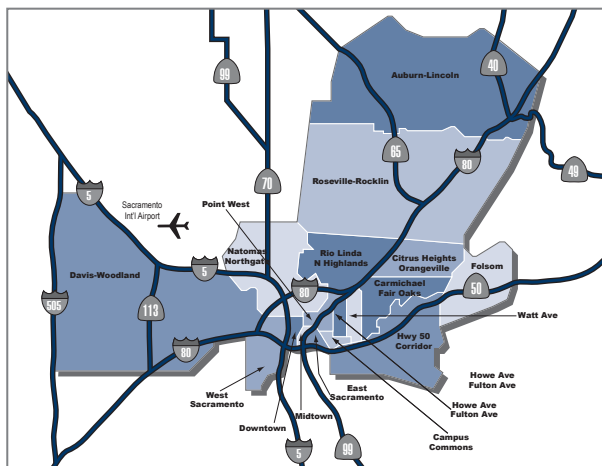 99
40
Auburn-Lincoln
65
80
49
5
70
Roseville-Rocklin
Sacramento
Int'l Airport
Point West
Natomas
Northgate
Rio Linda
N Highlands
Citrus Heights
Orangeville
Folsom
Davis-Woodland
5
80
Carmichael
Fair Oaks
50
505
113
Watt Ave
80
Hwy 50
Corridor
West
Sacramento
Downtown
Midtown
East
Sacramento
Howe Ave
Fulton Ave
Howe Ave
Fulton Ave
Campus
Commons
5
99